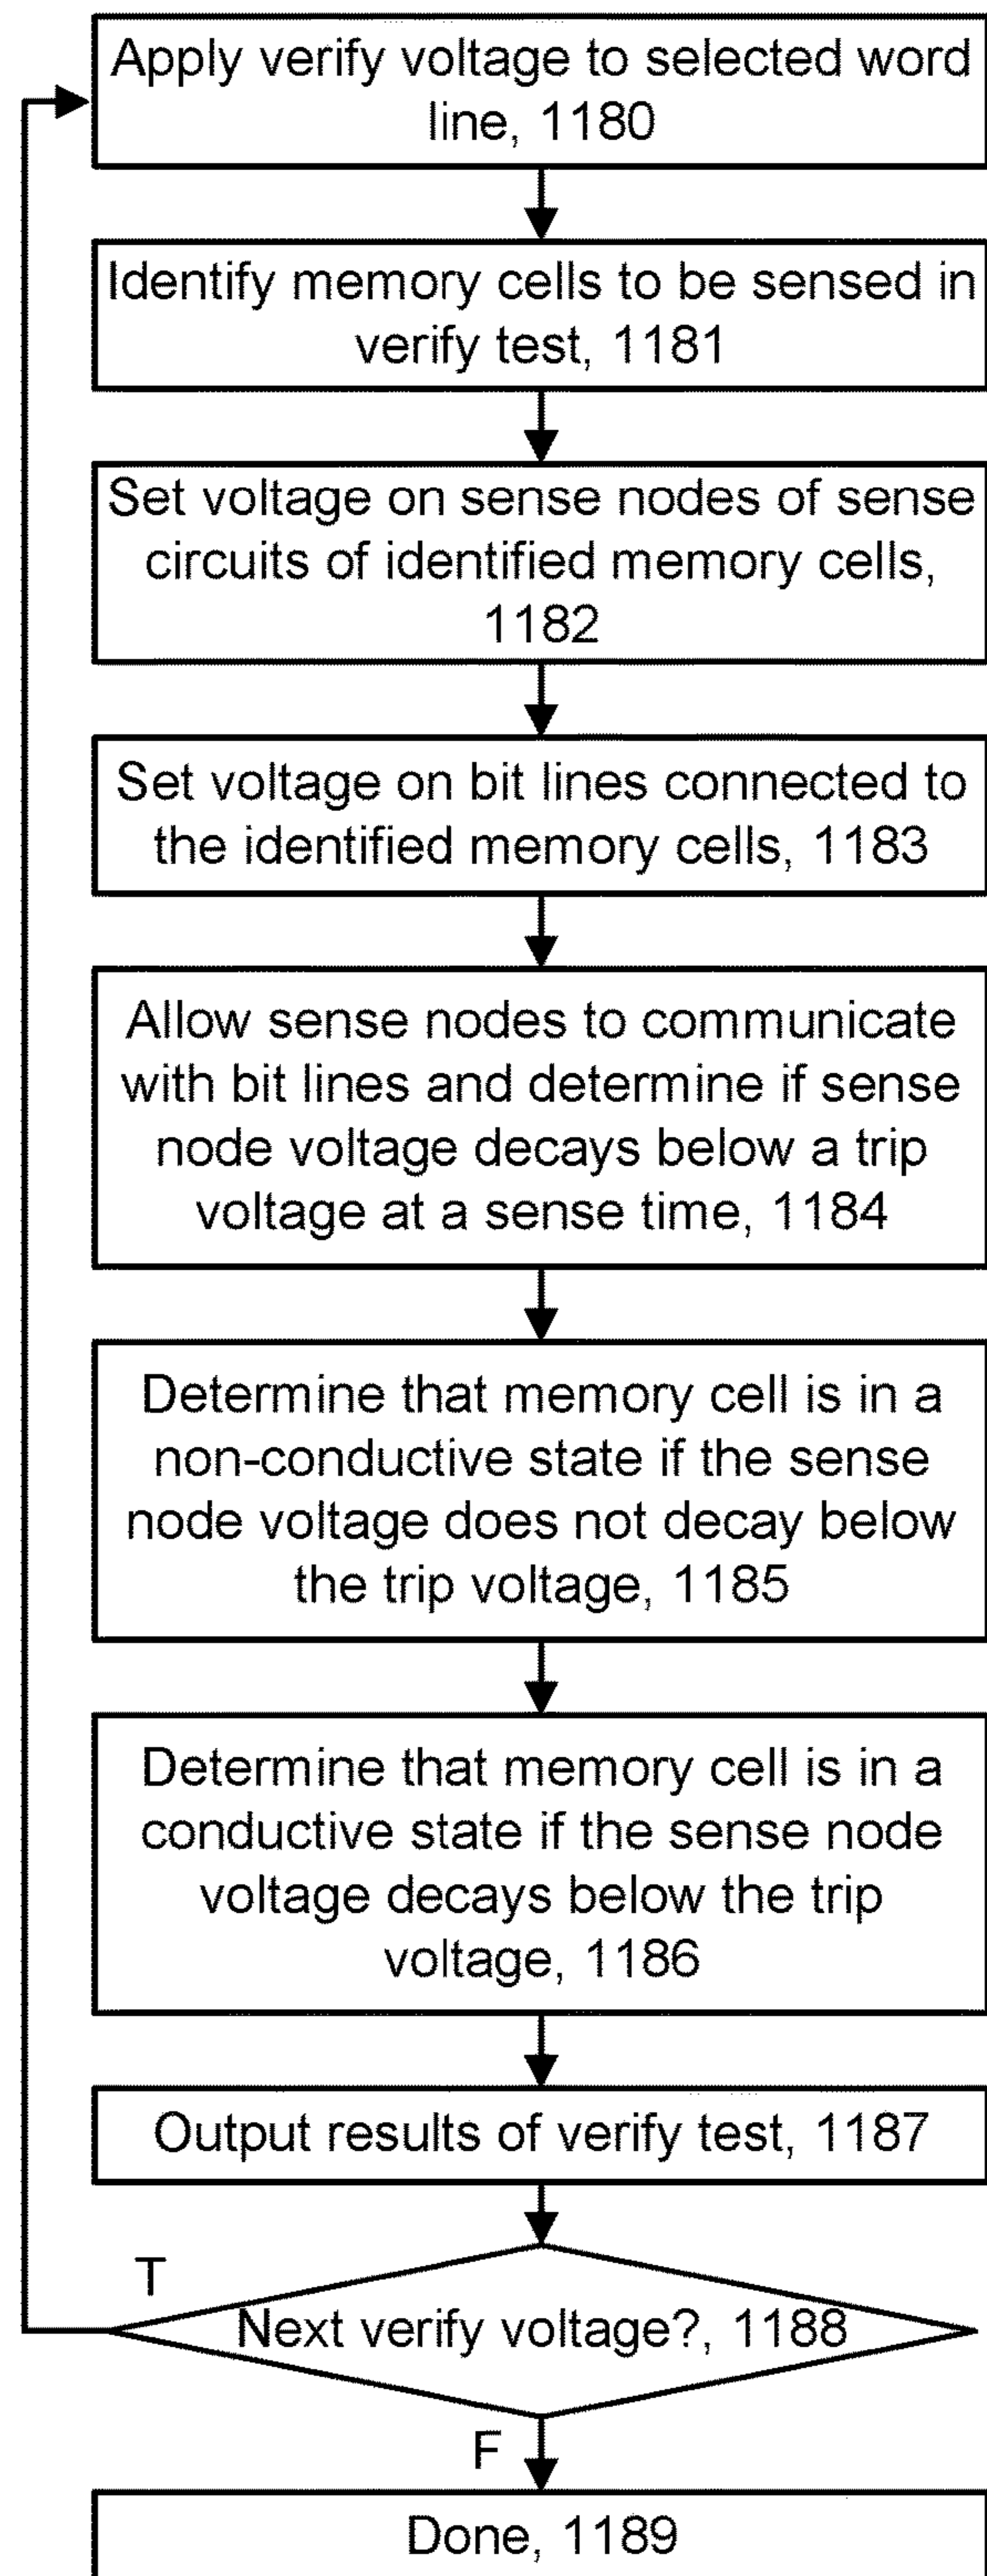 Apply verify voltage to selected word
line, 1180
Identify memory cells to be sensed in
verify test, 1181
Set voltage on sense nodes of sense
circuits of identified memory cells,
1182
Set voltage on bit lines connected to
the identified memory cells, 1183
Allow sense nodes to communicate
with bit lines and determine if sense
node voltage decays below a trip
voltage at a sense time, 1184
Determine that memory cell is in a
non-conductive state if the sense
node voltage does not decay below
the trip voltage, 1185
Determine that memory cell is in a
conductive state if the sense node
voltage decays below the trip
voltage, 1186
Output results of verify test, 1187
T
Next verify voltage?, 1188
F
Done, 1189